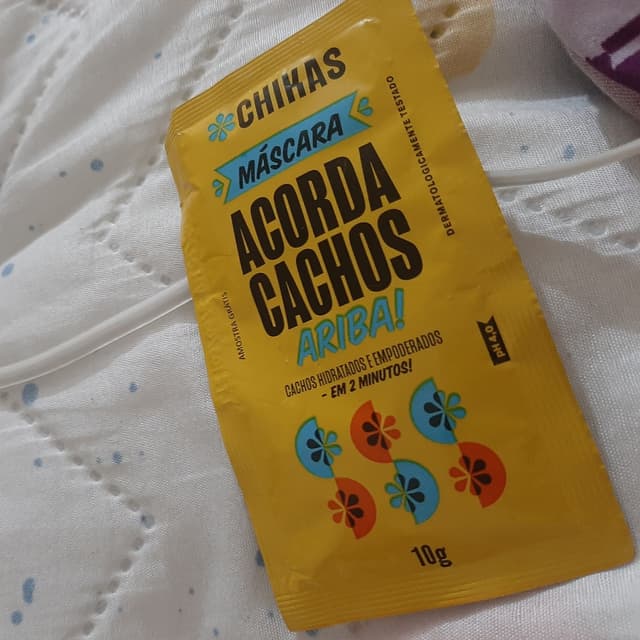 CHIKAS
MÁSCARA
ACORDA
CACHOS
ARIBA!
CACHOS HIDRATADOS E EMPODERADOS
- EM 2 MINUTOS!
10g
DERMATOLOGICAMENTE TESTADO
AMOSTRA GRÁTIS
pH 4.0